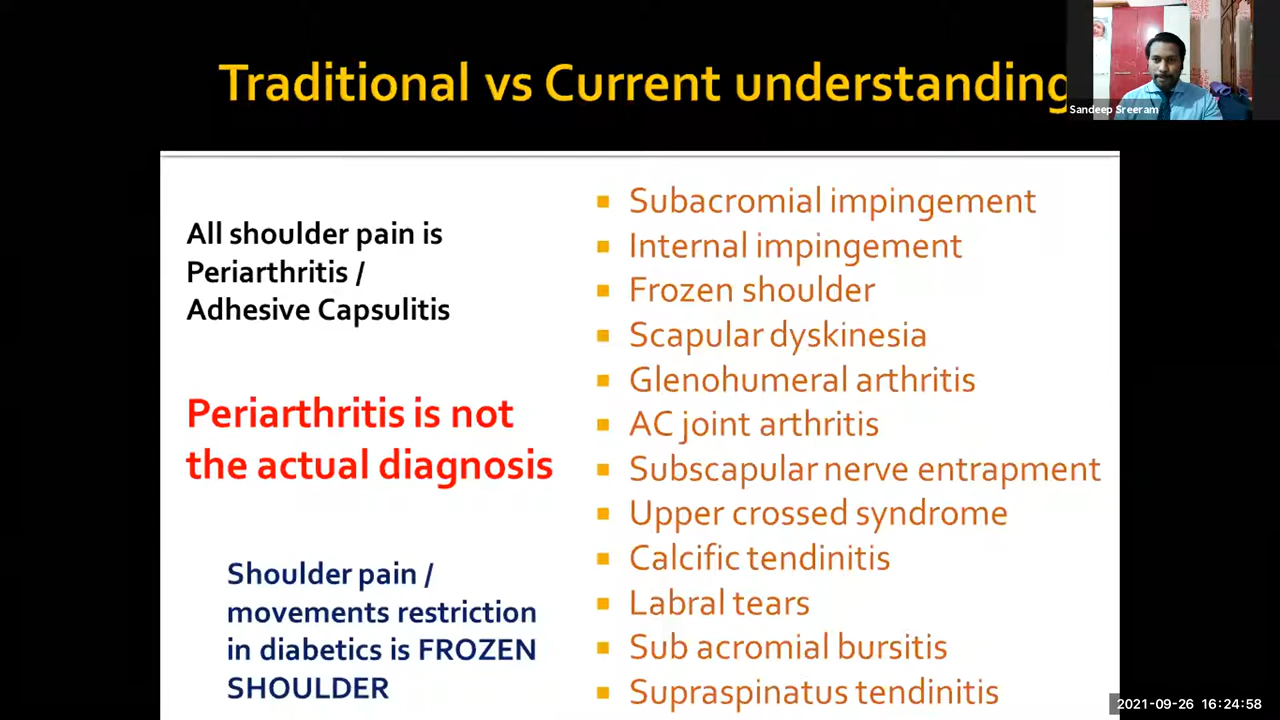 Traditional vs Current understanding
Sandeep Sreeram
All shoulder pain is
Periarthritis /
Adhesive Capsulitis
Periarthritis is not
the actual diagnosis
Shoulder pain /
movements restriction
in diabetics is FROZEN
SHOULDER
Subacromial impingement
Internal impingement
Frozen shoulder
Scapular dyskinesia
Glenohumeral arthritis
AC joint arthritis
Subscapular nerve entrapment
Upper crossed syndrome
Calcific tendinitis
Labral tears
Sub acromial bursitis
Supraspinatus tendinitis
2021-09-26 16:24:58